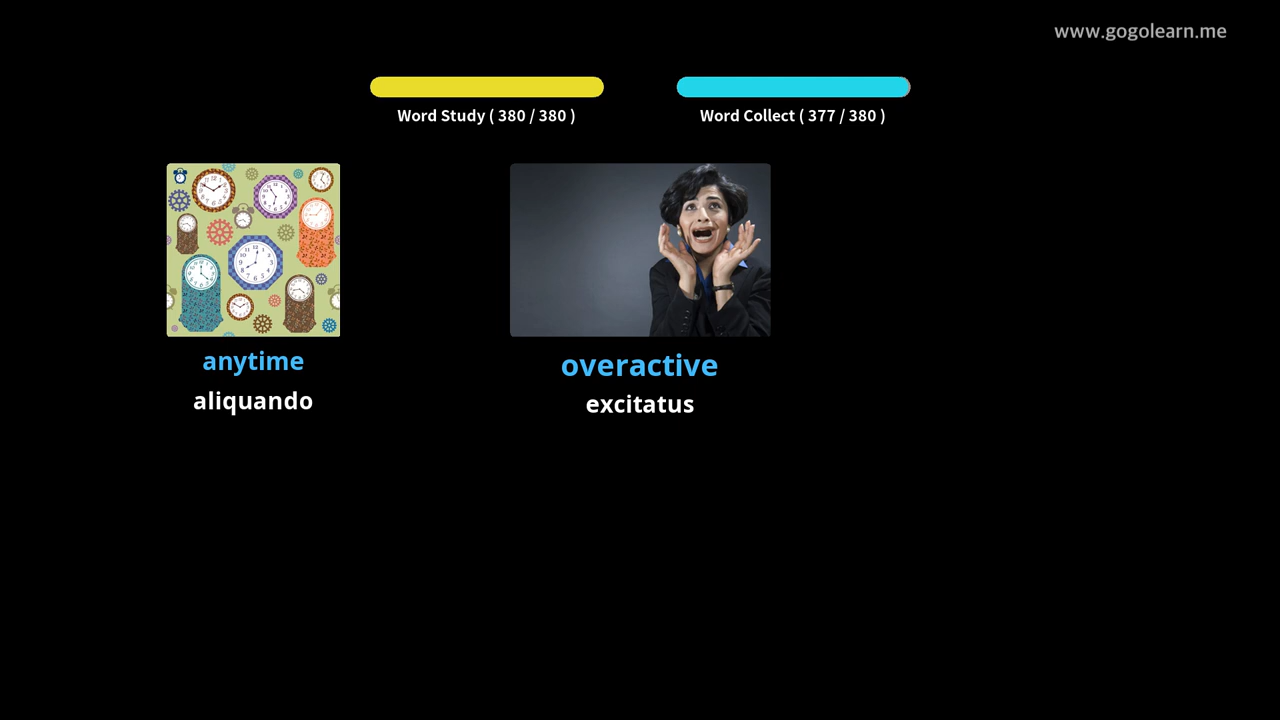 www.gogolearn.me
Word Study ( 380 / 380 )
Word Collect ( 377 / 380 )
anytime
aliquando
overactive
excitatus